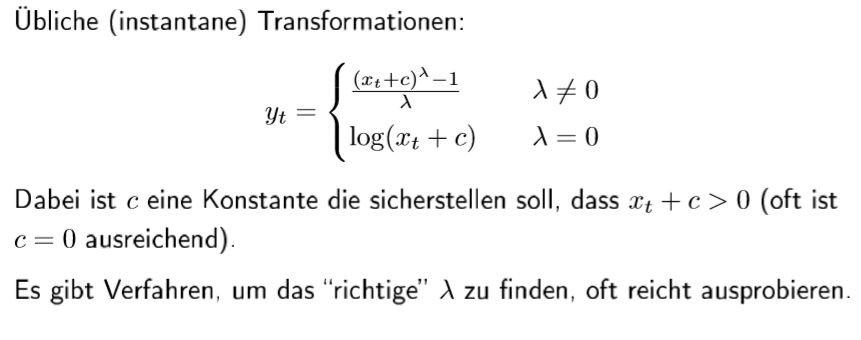 Übliche (instantane) Transformationen:
y_t = { ((x_t+c)^λ−1)/λ   λ ≠ 0
log(x_t + c)   λ = 0
Dabei ist c eine Konstante die sicherstellen soll, dass x_t + c > 0 (oft ist
c = 0 ausreichend).
Es gibt Verfahren, um das “richtige” λ zu finden, oft reicht ausprobieren.